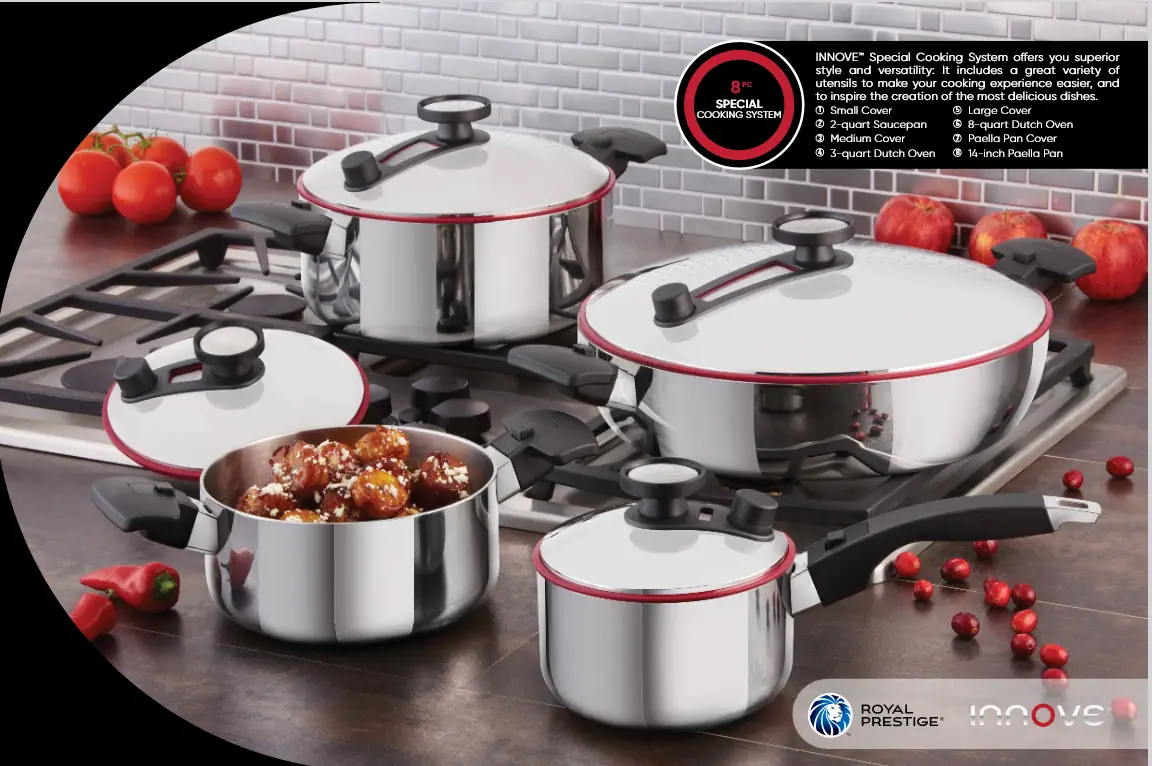 8PC
SPECIAL
COOKING SYSTEM
INNOVE™ Special Cooking System offers you superior
style and versatility: It includes a great variety of
utensils to make your cooking experience easier, and
to inspire the creation of the most delicious dishes.
① Small Cover
② 2-quart Saucepan
③ Medium Cover
④ 3-quart Dutch Oven
⑤ Large Cover
⑥ 8-quart Dutch Oven
⑦ Paella Pan Cover
⑧ 14-inch Paella Pan
ROYAL
PRESTIGE®
INNOVE